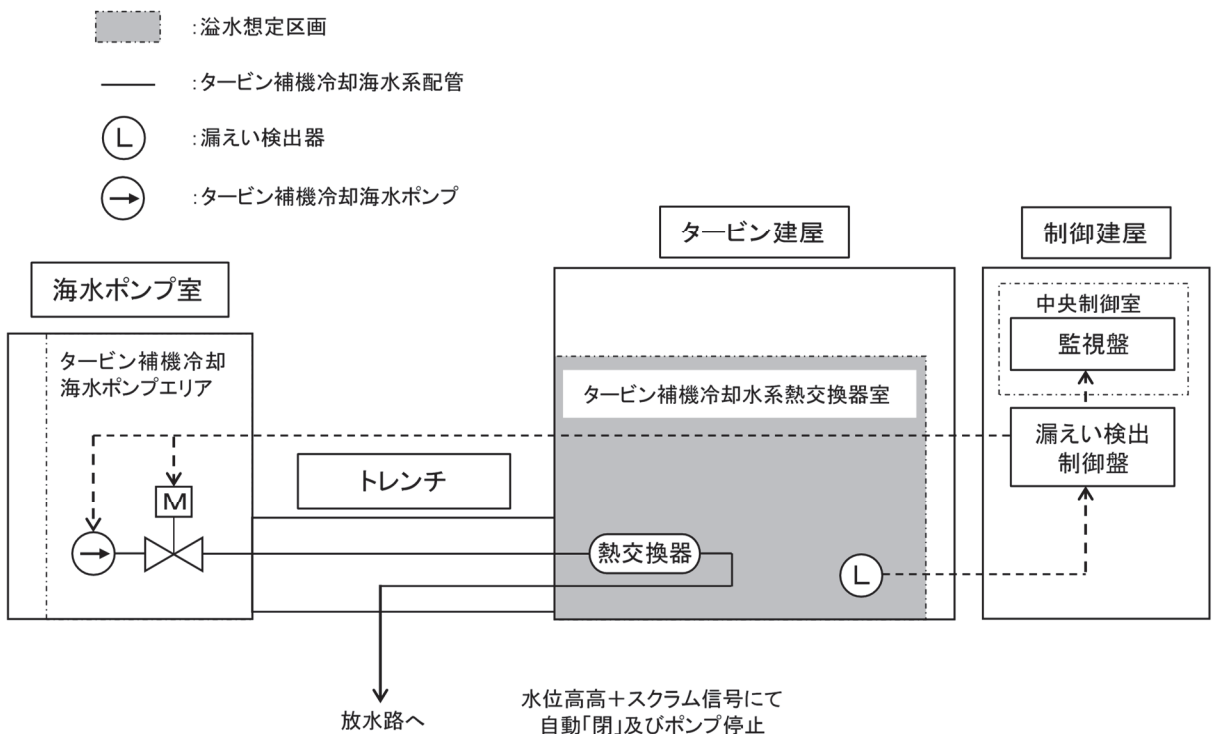 :溢水想定区画
:タービン補機冷却海水系配管
L
:漏えい検出器
:タービン補機冷却海水ポンプ
タービン建屋
制御建屋
海水ポンプ室
中央制御室
監視盤
タービン補機冷却
海水ポンプエリア
タービン補機冷却水系熱交換器室
漏えい検出
制御盤
トレンチ
M
熱交換器
L
放水路へ
水位高高+スクラム信号にて
自動「閉」及びポンプ停止